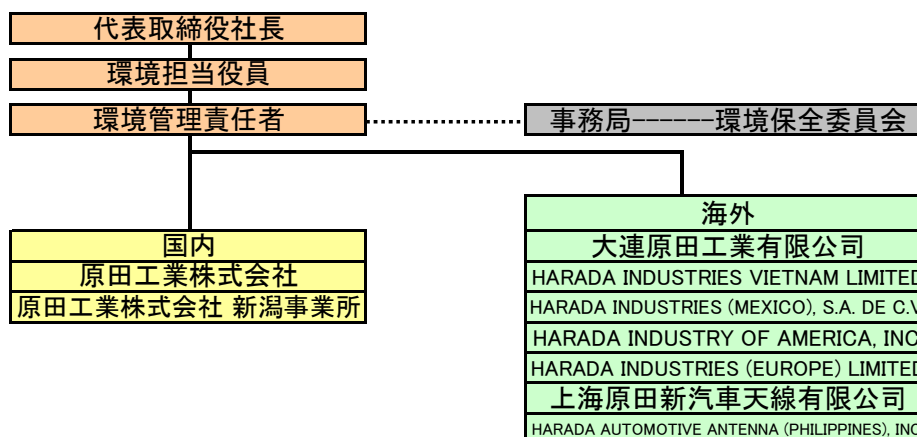 代表取締役社長
環境担当役員
環境管理責任者
事務局------環境保全委員会
国内
原田工業株式会社
原田工業株式会社 新潟事業所
海外
大連原田工業有限公司
HARADA INDUSTRIES VIETNAM LIMITED
HARADA INDUSTRIES (MEXICO), S.A. DE C.V
HARADA INDUSTRY OF AMERICA, INC
HARADA INDUSTRIES (EUROPE) LIMITED
上海原田新汽車天線有限公司
HARADA AUTOMOTIVE ANTENNA (PHILIPPINES), INC